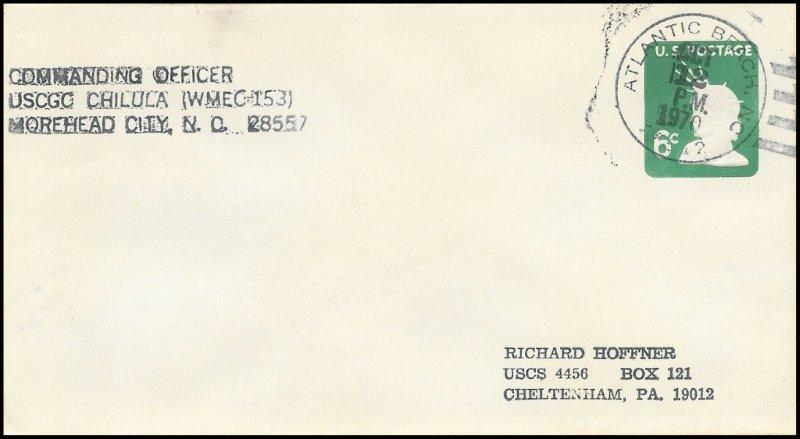 COMMANDING OFFICER
USCGC CHILULA (WMEC-153)
MOREHEAD CITY, N. C. 28557
ATLANTIC BEACH, N.C.
U.S. POSTAGE
P.M.
1970
6c
RICHARD HOFFNER
USCS 4456 BOX 121
CHELTENHAM, PA. 19012